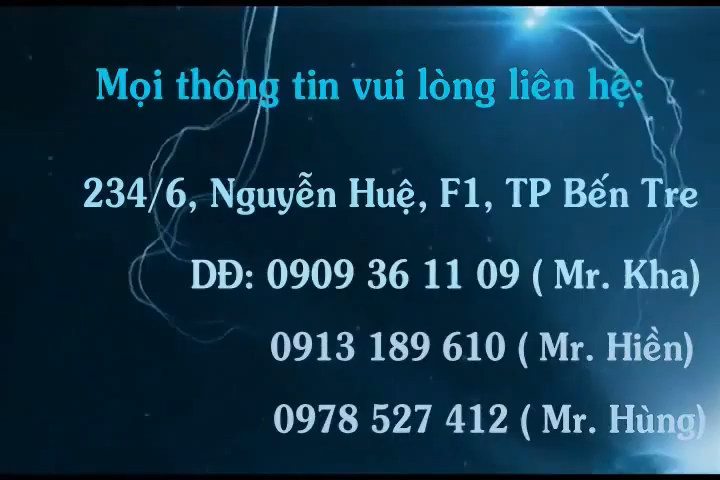 Mọi thông tin vui lòng liên hệ:
234/6, Nguyễn Huệ, F1, TP Bến Tre
DĐ: 0909 36 11 09 ( Mr. Kha)
0913 189 610 ( Mr. Hiền)
0978 527 412 ( Mr. Hùng)